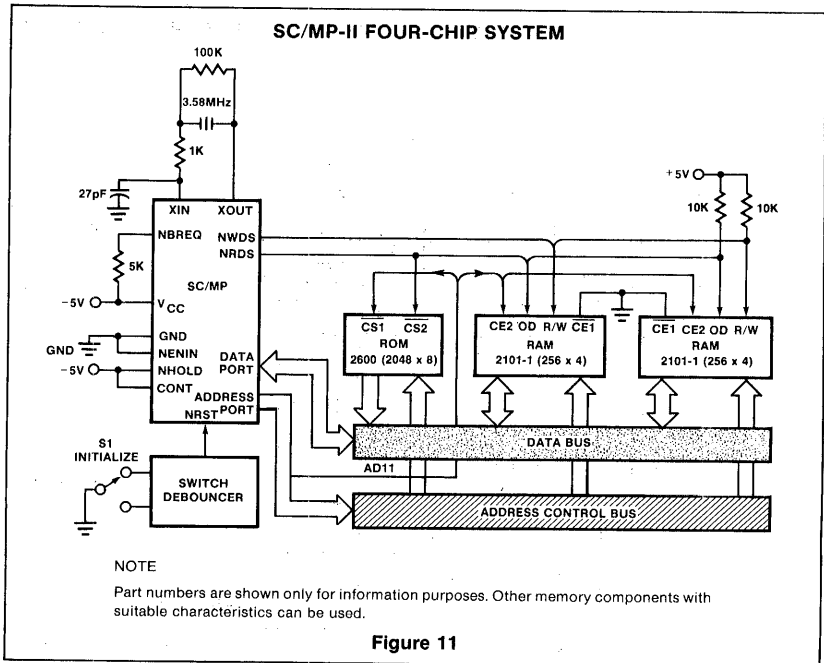 SC/MP-II FOUR-CHIP SYSTEM
100K
3.58MHz
1K
27pF
XIN XOUT
+5V
10K 10K
NBREQ NWDS
NRDS
5K
SC/MP
-5V VCC
GND GND
NENIN
-5V NHOLD
CONT
DATA PORT
ADDRESS PORT
NRST
CS1 CS2
ROM
2600 (2048 x 8)
CE2 OD R/W CE1
RAM
2101-1 (256 x 4)
CE1 CE2 OD R/W
RAM
2101-1 (256 x 4)
DATA BUS
AD11
S1
INITIALIZE
SWITCH
DEBOUNCER
ADDRESS CONTROL BUS
NOTE
Part numbers are shown only for information purposes. Other memory components with
suitable characteristics can be used.
Figure 11